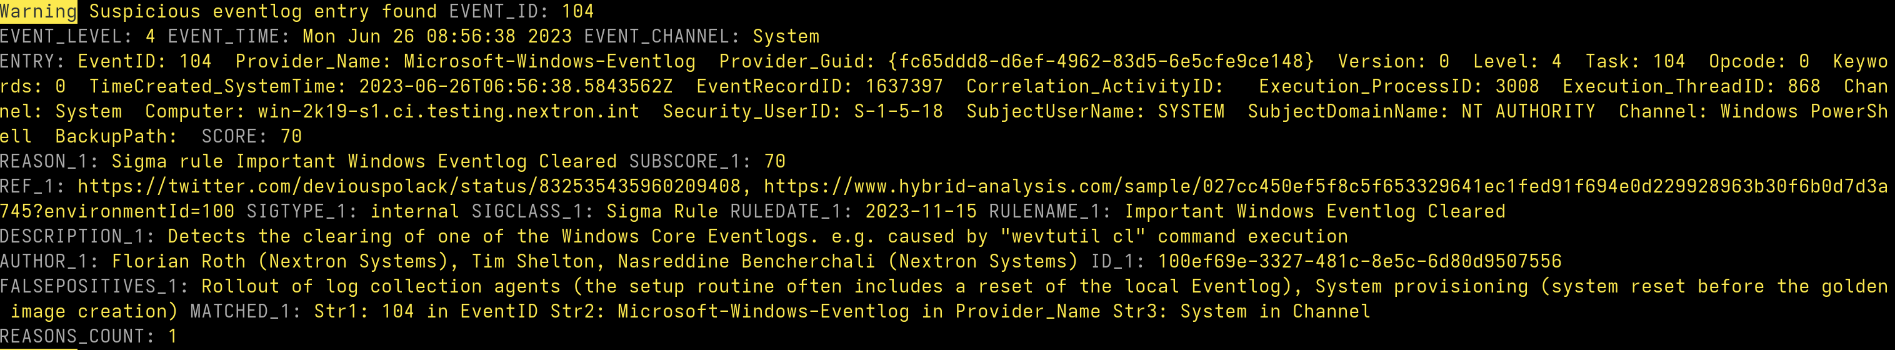 Warning Suspicious eventlog entry found EVENT_ID: 104
EVENT_LEVEL: 4 EVENT_TIME: Mon Jun 26 08:56:38 2023 EVENT_CHANNEL: System
ENTRY: EventID: 104  Provider_Name: Microsoft-Windows-Eventlog  Provider_Guid: {fc65ddd8-d6ef-4962-83d5-6e5cfe9ce148}  Version: 0  Level: 4  Task: 104  Opcode: 0  Keywo
rds: 0  TimeCreated_SystemTime: 2023-06-26T06:56:38.5843562Z  EventRecordID: 1637397  Correlation_ActivityID:   Execution_ProcessID: 3008  Execution_ThreadID: 868  Chan
nel: System  Computer: win-2k19-s1.ci.testing.nextron.int  Security_UserID: S-1-5-18  SubjectUserName: SYSTEM  SubjectDomainName: NT AUTHORITY  Channel: Windows PowerSh
ell  BackupPath:  SCORE: 70
REASON_1: Sigma rule Important Windows Eventlog Cleared SUBSCORE_1: 70
REF_1: https://twitter.com/deviouspolack/status/832535435960209408, https://www.hybrid-analysis.com/sample/027cc450ef5f8c5f653329641ec1fed91f694e0d229928963b30f6b0d7d3a
745?environmentId=100 SIGTYPE_1: internal SIGCLASS_1: Sigma Rule RULEDATE_1: 2023-11-15 RULENAME_1: Important Windows Eventlog Cleared
DESCRIPTION_1: Detects the clearing of one of the Windows Core Eventlogs. e.g. caused by "wevtutil cl" command execution
AUTHOR_1: Florian Roth (Nextron Systems), Tim Shelton, Nasreddine Bencherchali (Nextron Systems) ID_1: 100ef69e-3327-481c-8e5c-6d80d9507556
FALSEPOSITIVES_1: Rollout of log collection agents (the setup routine often includes a reset of the local Eventlog), System provisioning (system reset before the golden
 image creation) MATCHED_1: Str1: 104 in EventID Str2: Microsoft-Windows-Eventlog in Provider_Name Str3: System in Channel
REASONS_COUNT: 1